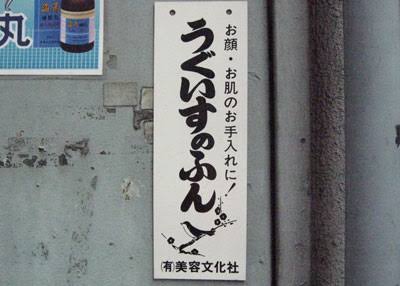 お顔・お肌のお手入れに！
うぐいすのふん
(有)美容文化社
丸